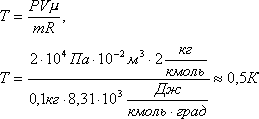 T = PVμ / mR ,
T = 2·10⁴ Па·10⁻² м³·2 кг/кмоль / 0,1кг·8,31·10³ Дж/кмоль·град ≈ 0,5К